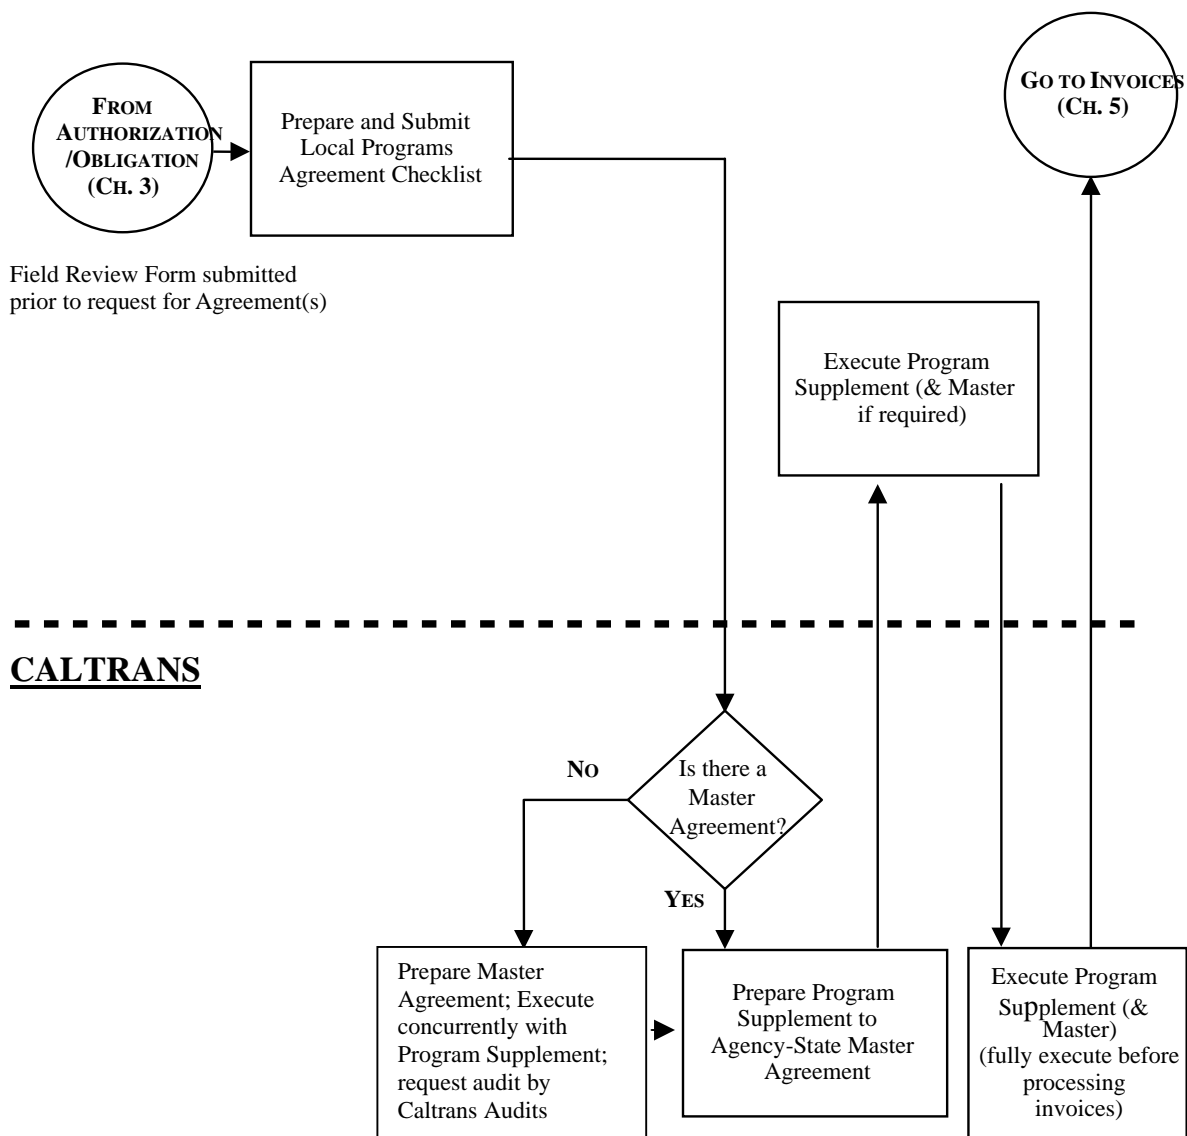 FROM
AUTHORIZATION
/OBLIGATION
(CH. 3)
Prepare and Submit
Local Programs
Agreement Checklist
GO TO INVOICES
(CH. 5)
Field Review Form submitted
prior to request for Agreement(s)
Execute Program
Supplement (& Master
if required)
CALTRANS
NO
Is there a
Master
Agreement?
YES
Prepare Master
Agreement; Execute
concurrently with
Program Supplement;
request audit by
Caltrans Audits
Prepare Program
Supplement to
Agency-State Master
Agreement
Execute Program
Supplement (&
Master)
(fully execute before
processing
invoices)